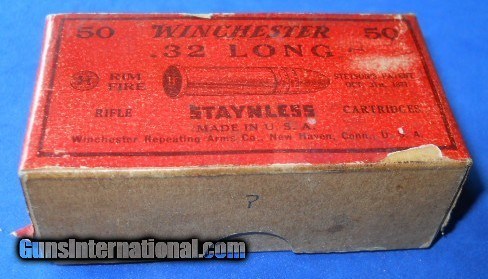 50 WINCHESTER 50
.32 LONG
RIM FIRE
RIFLE STAYNLESS CARTRIDGES
MADE IN U.S.A.
Winchester Repeating Arms Co., New Haven, Conn., U.S.A.
?
GunsInternational.com